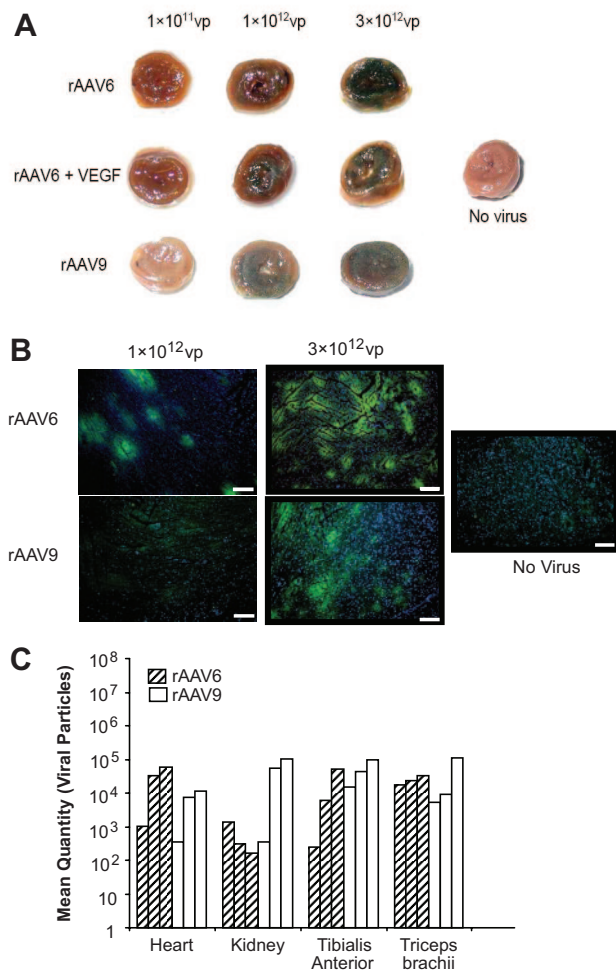 A
1×10¹¹vp 1×10¹²vp 3×10¹²vp
rAAV6
rAAV6 + VEGF
No virus
rAAV9
B
1×10¹²vp 3×10¹²vp
rAAV6
rAAV9
No Virus
C
Mean Quantity (Viral Particles)
10⁸
10⁷
10⁶
10⁵
10⁴
10³
10²
10¹
1
rAAV6
rAAV9
Heart Kidney Tibialis Anterior Triceps brachii